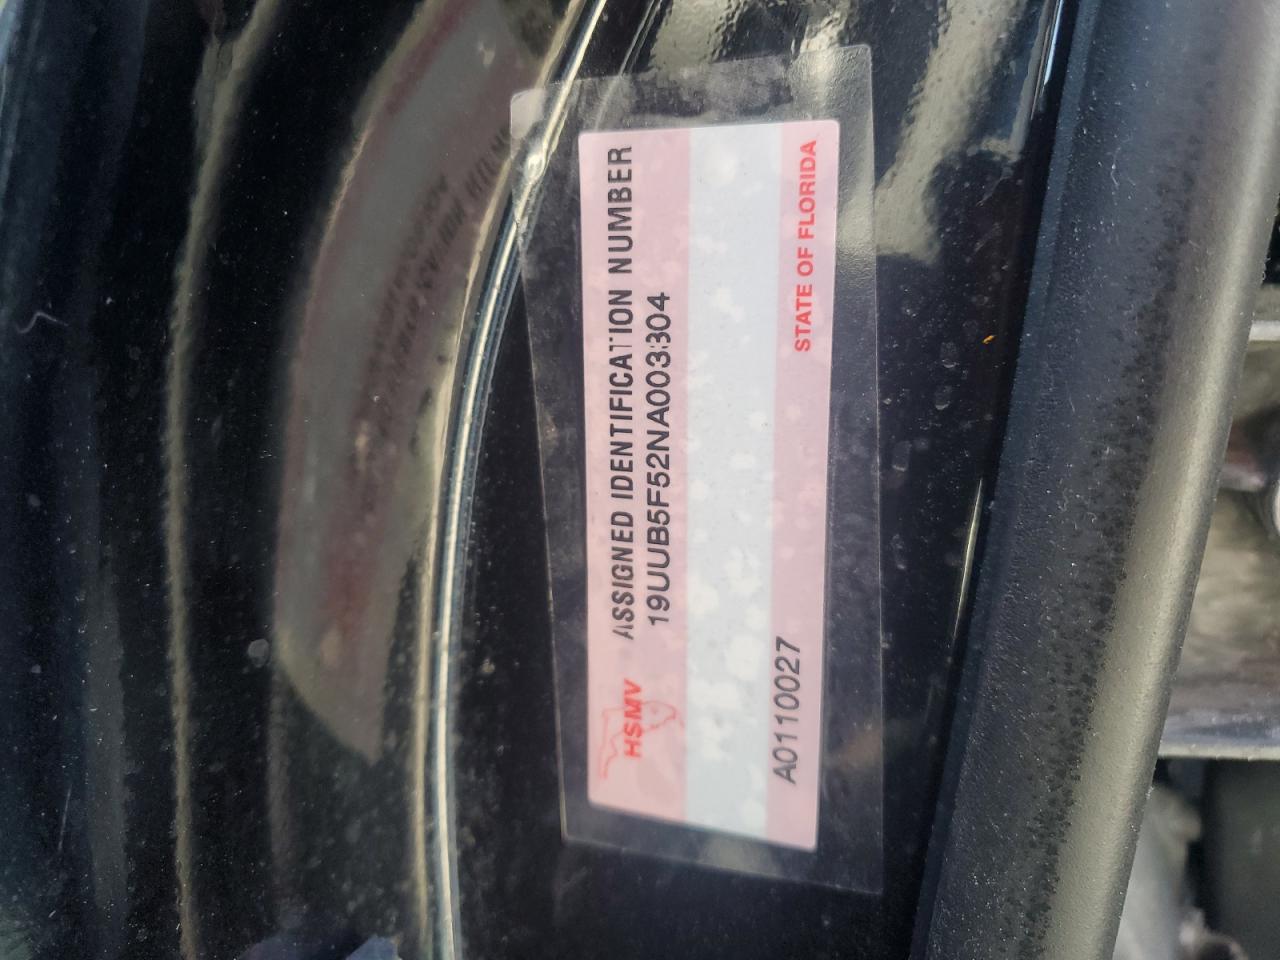 ASSIGNED IDENTIFICATION NUMBER
19UUB5F52NA003304
HSMV
A0110027
STATE OF FLORIDA